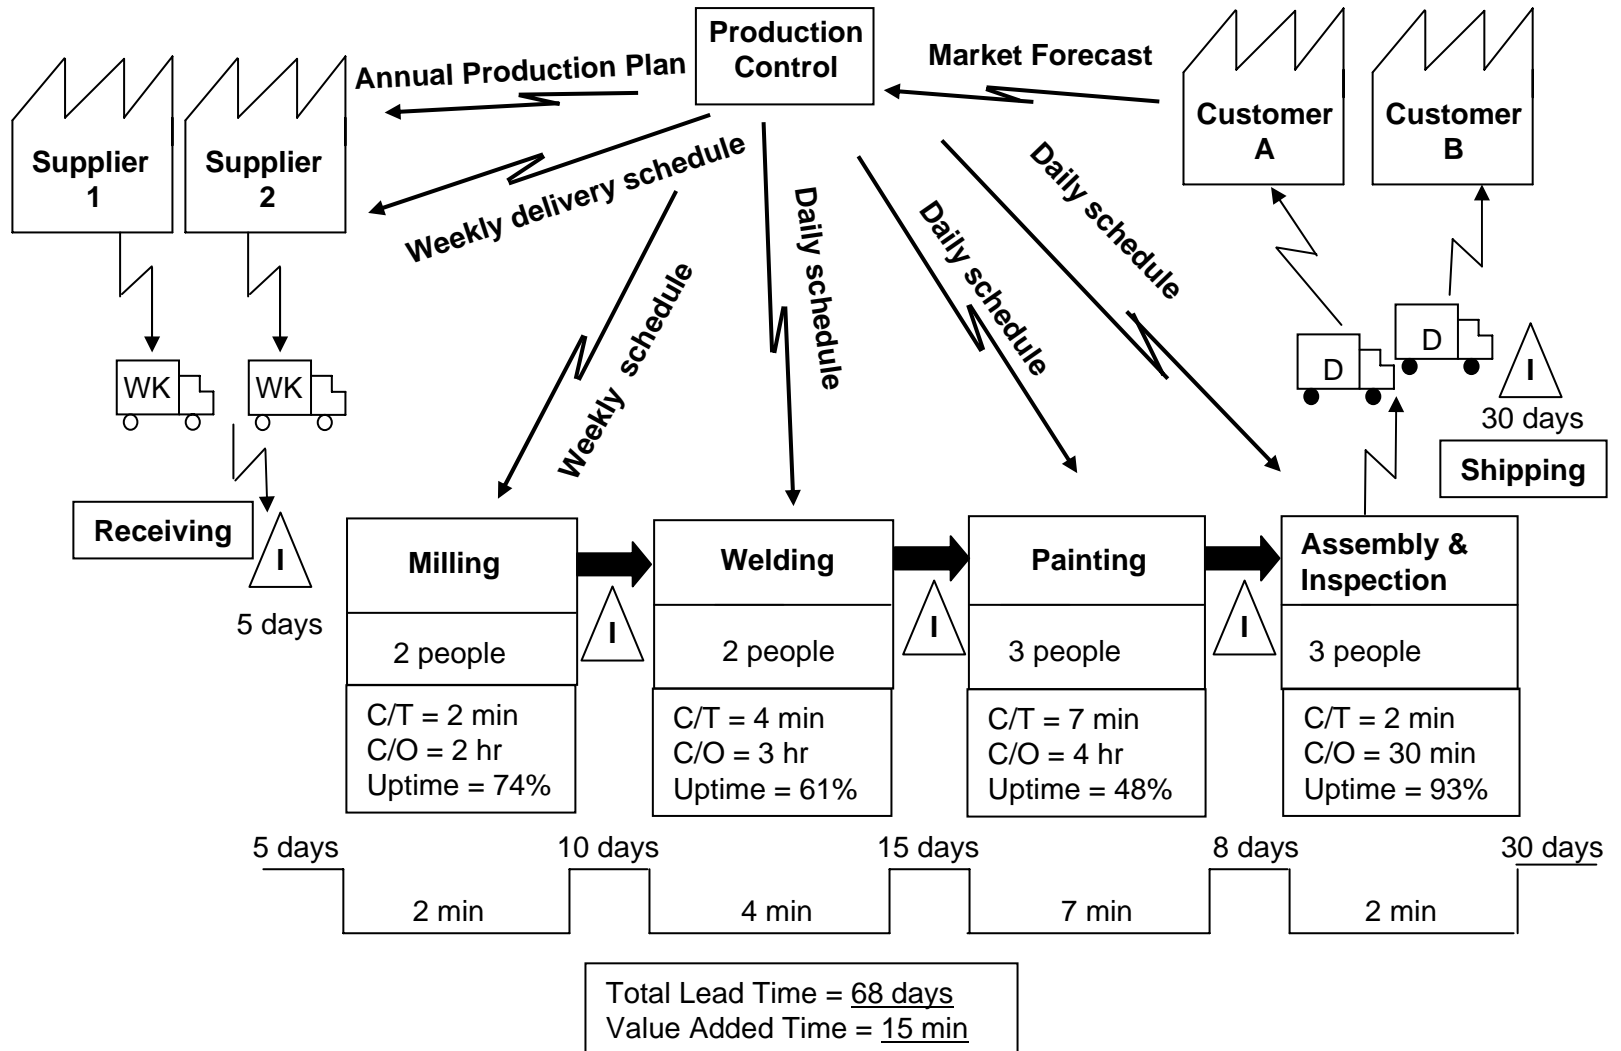 Production
Control
Annual Production Plan
Market Forecast
Supplier
1
Supplier
2
Customer
A
Customer
B
Weekly delivery schedule
Weekly schedule
Daily schedule
Daily schedule
Daily schedule
WK
WK
D
D
I
30 days
Shipping
Receiving
I
5 days
Milling
2 people
C/T = 2 min
C/O = 2 hr
Uptime = 74%
I
Welding
2 people
C/T = 4 min
C/O = 3 hr
Uptime = 61%
I
Painting
3 people
C/T = 7 min
C/O = 4 hr
Uptime = 48%
I
Assembly &
Inspection
3 people
C/T = 2 min
C/O = 30 min
Uptime = 93%
5 days
10 days
15 days
8 days
30 days
2 min
4 min
7 min
2 min
Total Lead Time = 68 days
Value Added Time = 15 min